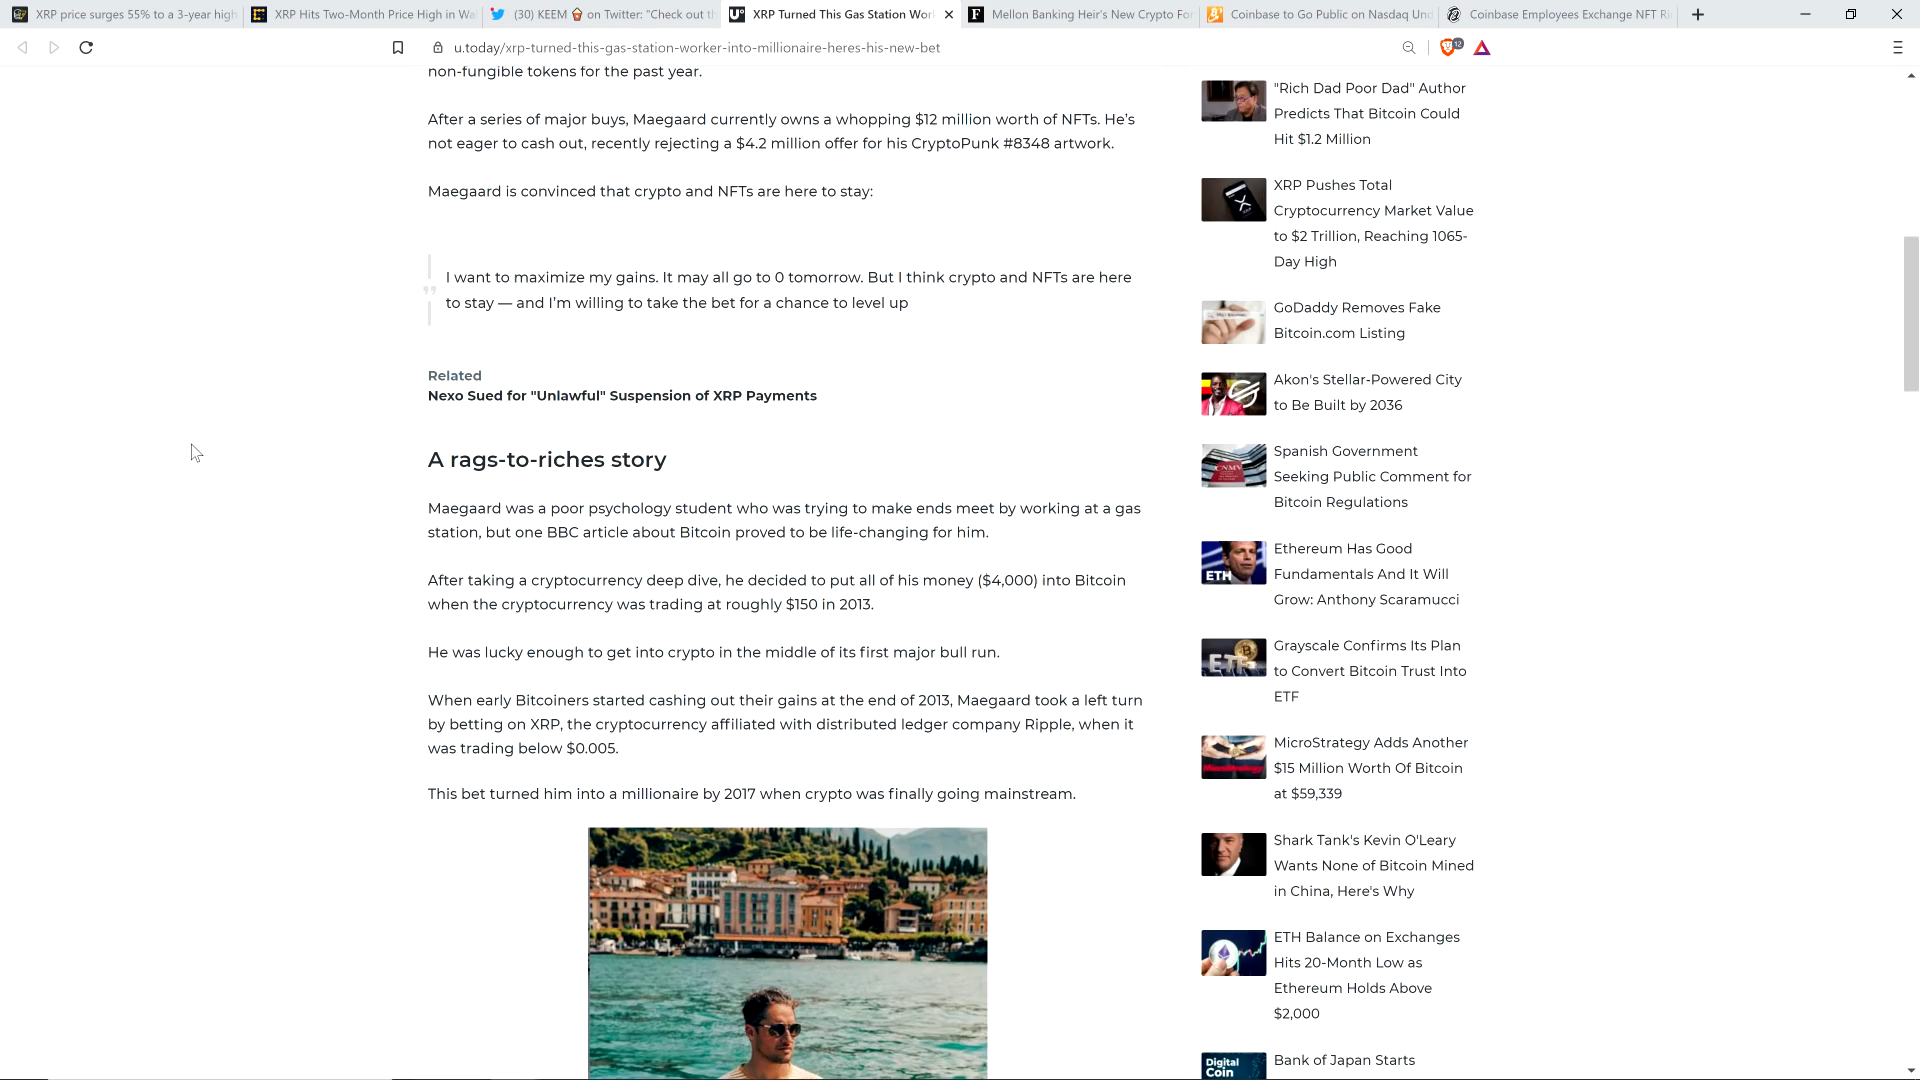 XRP price surges 55% to a 3-year high
XRP Hits Two-Month Price High in Wa
(30) KEEM on Twitter: "Check out th
XRP Turned This Gas Station Wor
Mellon Banking Heir's New Crypto For
Coinbase to Go Public on Nasdaq Und
Coinbase Employees Exchange NFT Ri
u.today/xrp-turned-this-gas-station-worker-into-millionaire-heres-his-new-bet
12
non-fungible tokens for the past year.
After a series of major buys, Maegaard currently owns a whopping $12 million worth of NFTs. He's
not eager to cash out, recently rejecting a $4.2 million offer for his CryptoPunk #8348 artwork.
Maegaard is convinced that crypto and NFTs are here to stay:
I want to maximize my gains. It may all go to 0 tomorrow. But I think crypto and NFTs are here
to stay — and I'm willing to take the bet for a chance to level up
Related
Nexo Sued for "Unlawful" Suspension of XRP Payments
A rags-to-riches story
Maegaard was a poor psychology student who was trying to make ends meet by working at a gas
station, but one BBC article about Bitcoin proved to be life-changing for him.
After taking a cryptocurrency deep dive, he decided to put all of his money ($4,000) into Bitcoin
when the cryptocurrency was trading at roughly $150 in 2013.
He was lucky enough to get into crypto in the middle of its first major bull run.
When early Bitcoiners started cashing out their gains at the end of 2013, Maegaard took a left turn
by betting on XRP, the cryptocurrency affiliated with distributed ledger company Ripple, when it
was trading below $0.005.
This bet turned him into a millionaire by 2017 when crypto was finally going mainstream.
"Rich Dad Poor Dad" Author
Predicts That Bitcoin Could
Hit $1.2 Million
XRP Pushes Total
Cryptocurrency Market Value
to $2 Trillion, Reaching 1065-
Day High
GoDaddy Removes Fake
Bitcoin.com Listing
Akon's Stellar-Powered City
to Be Built by 2036
CNMV
Spanish Government
Seeking Public Comment for
Bitcoin Regulations
ETH
Ethereum Has Good
Fundamentals And It Will
Grow: Anthony Scaramucci
ETF
Grayscale Confirms Its Plan
to Convert Bitcoin Trust Into
ETF
MicroStrategy Adds Another
$15 Million Worth Of Bitcoin
at $59,339
Shark Tank's Kevin O'Leary
Wants None of Bitcoin Mined
in China, Here's Why
ETH Balance on Exchanges
Hits 20-Month Low as
Ethereum Holds Above
$2,000
Digital
Coin
Bank of Japan Starts